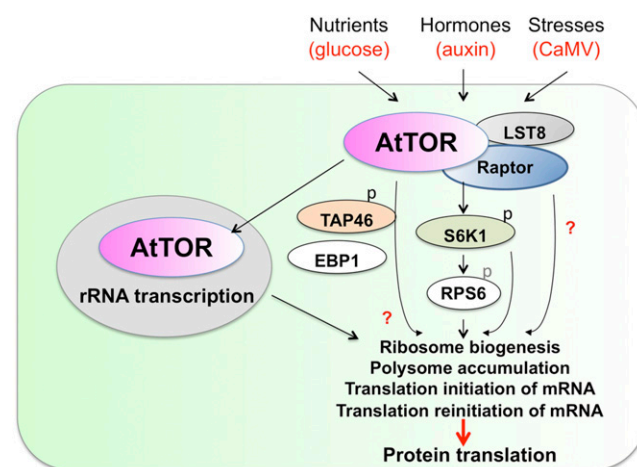 Nutrients Hormones Stresses
(glucose) (auxin) (CaMV)
AtTOR
LST8
Raptor
p
TAP46
p
S6K1
?
AtTOR
EBP1
rRNA transcription
p
RPS6
?
Ribosome biogenesis
Polysome accumulation
Translation initiation of mRNA
Translation reinitiation of mRNA
Protein translation